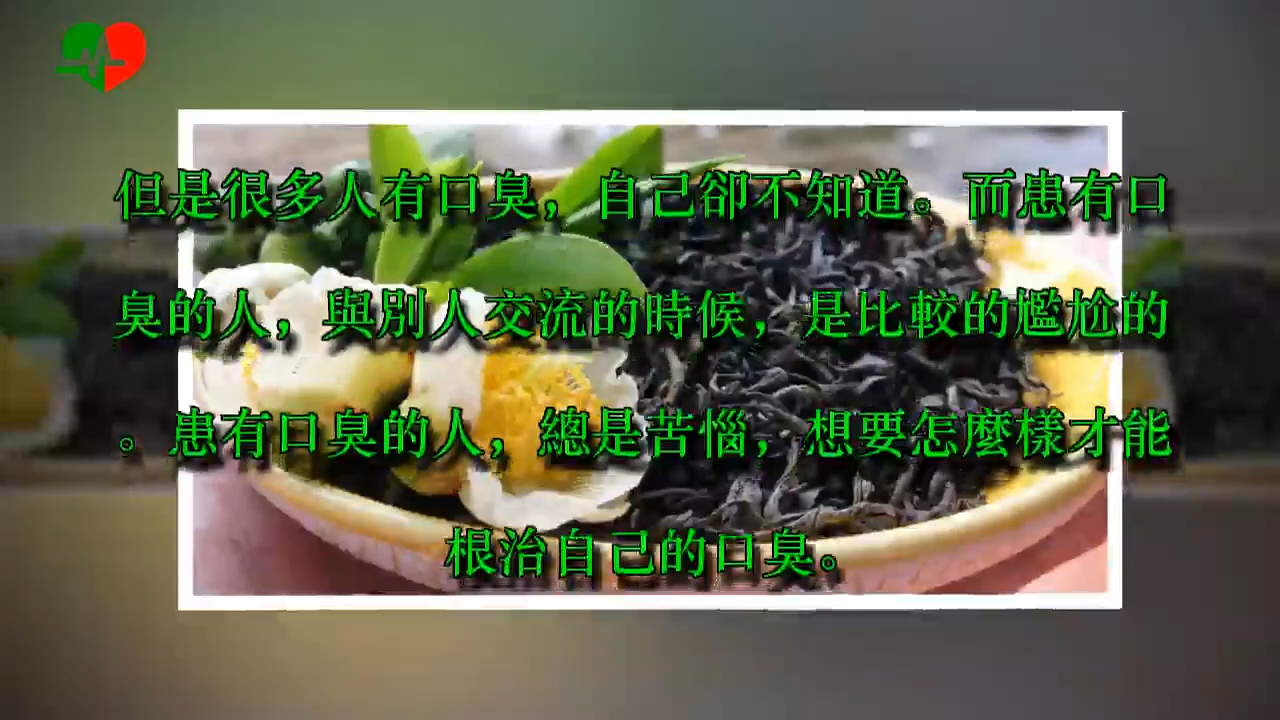 但是很多人有口臭，自己卻不知道。而患有口
臭的人，與別人交流的時候，是比較的尷尬的
。患有口臭的人，總是苦惱，想要怎麼樣才能
根治自己的口臭。